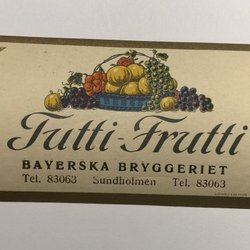 Tutti-Frutti
BAYERSKA BRYGGERIET
Tel. 83063 Sundholmen Tel. 83063